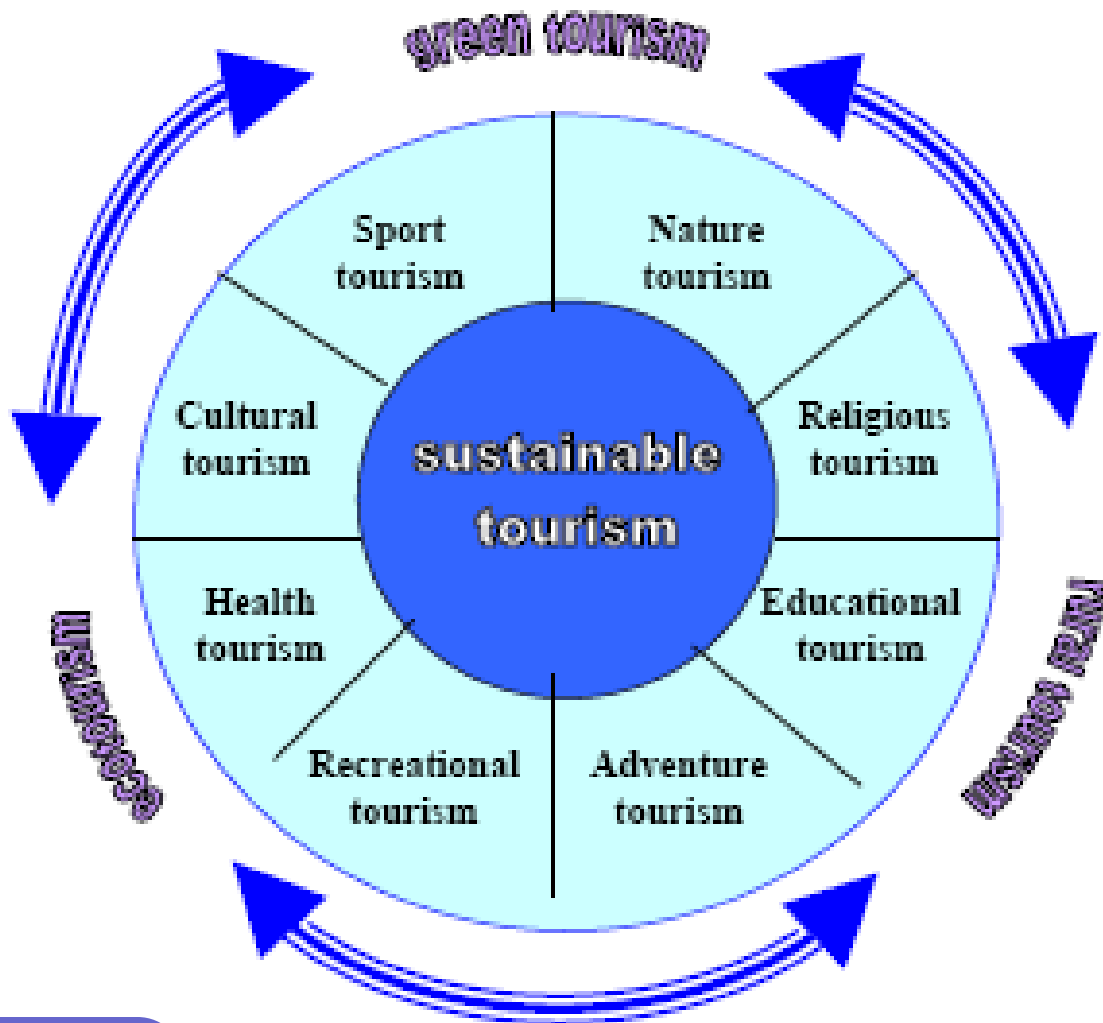 green tourism
Sport
tourism
Nature
tourism
Cultural
tourism
Religious
tourism
sustainable
tourism
Health
tourism
Educational
tourism
Recreational
tourism
Adventure
tourism
ecotourism
rural tourism